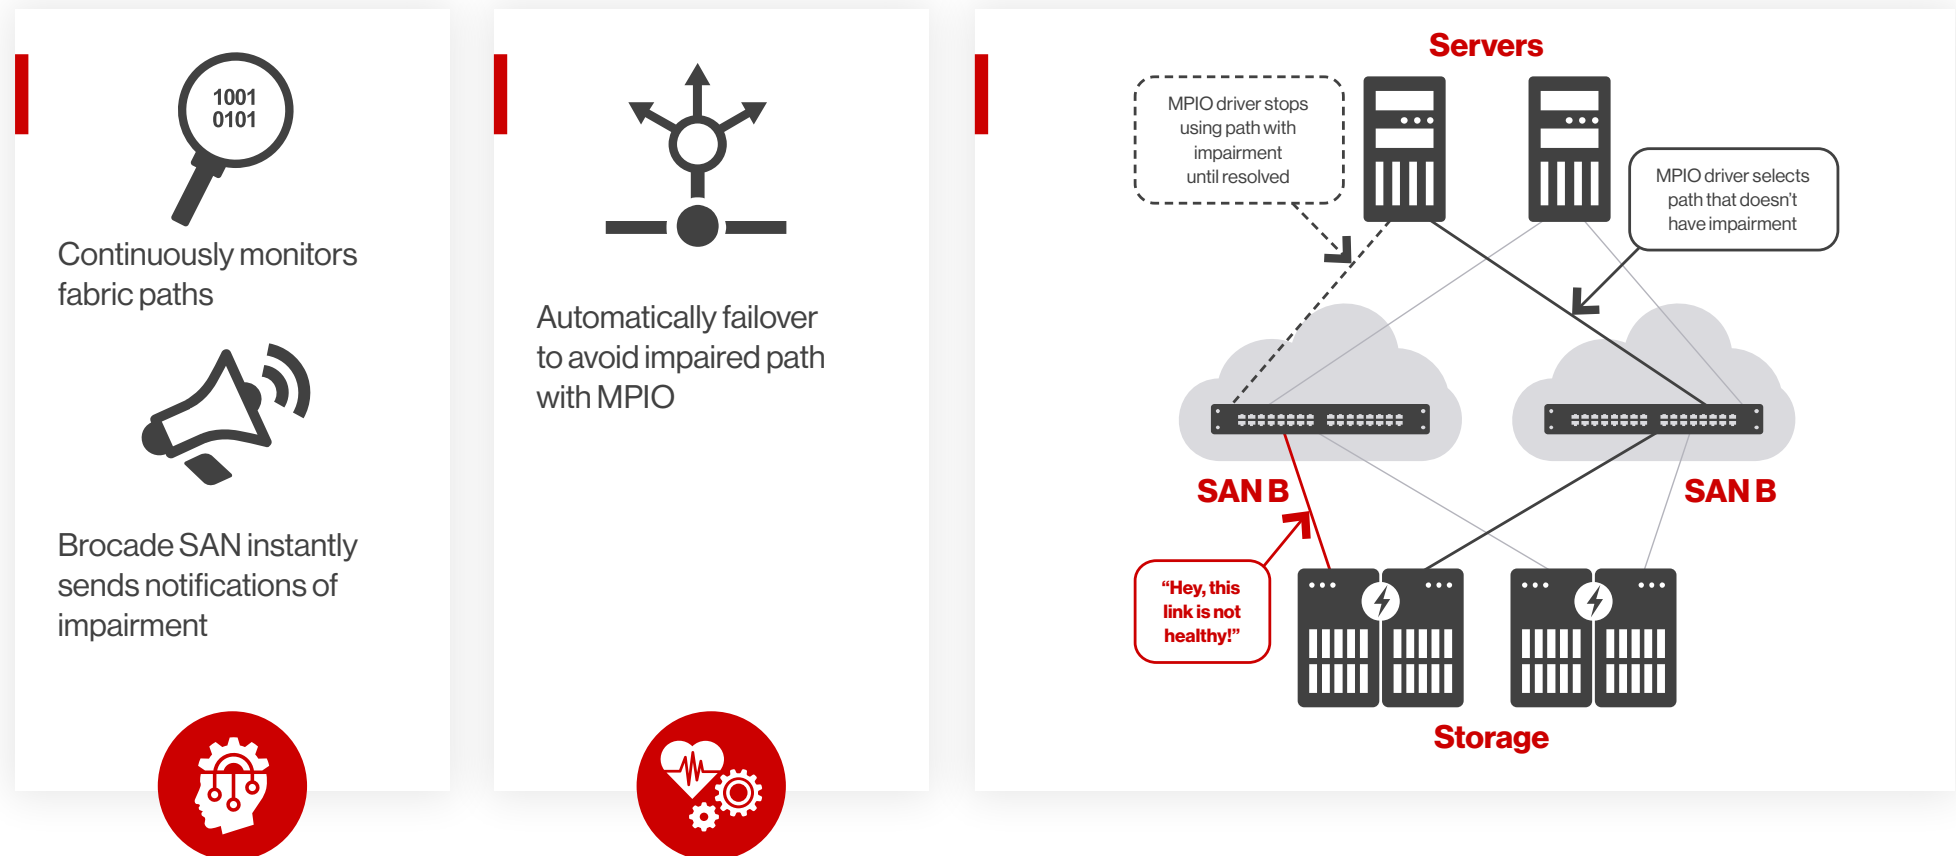 1001
0101
Continuously monitors
fabric paths
Brocade SAN instantly
sends notifications of
impairment
Automatically failover
to avoid impaired path
with MPIO
Servers
MPIO driver stops
using path with
impairment
until resolved
MPIO driver selects
path that doesn't
have impairment
SAN B
SAN B
“Hey, this
link is not
healthy!”
Storage